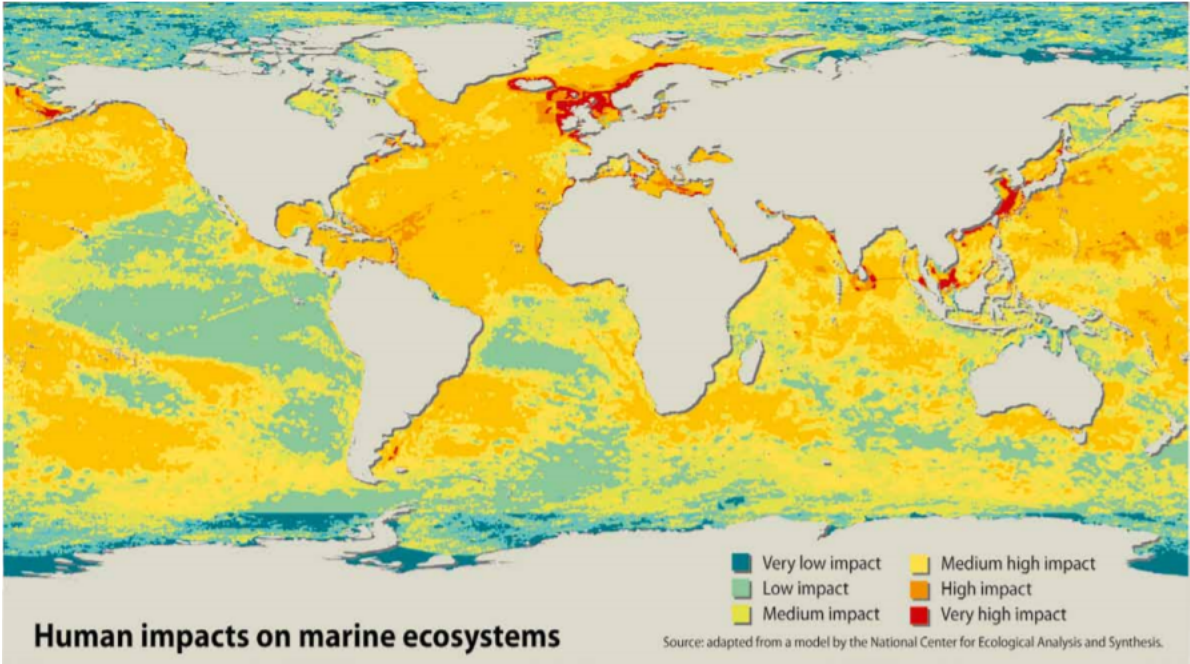 Very low impact
Low impact
Medium impact
Medium high impact
High impact
Very high impact
Human impacts on marine ecosystems
Source: adapted from a model by the National Center for Ecological Analysis and Synthesis.